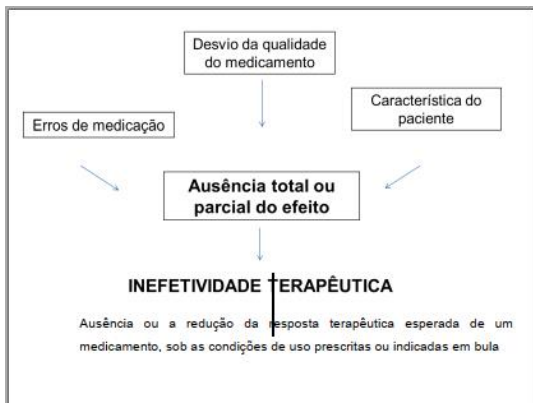 Desvio da qualidade
do medicamento
Erros de medicação
Característica do
paciente
Ausência total ou
parcial do efeito
INEFETIVIDADE TERAPÊUTICA
Ausência ou a redução da resposta terapêutica esperada de um
medicamento, sob as condições de uso prescritas ou indicadas em bula